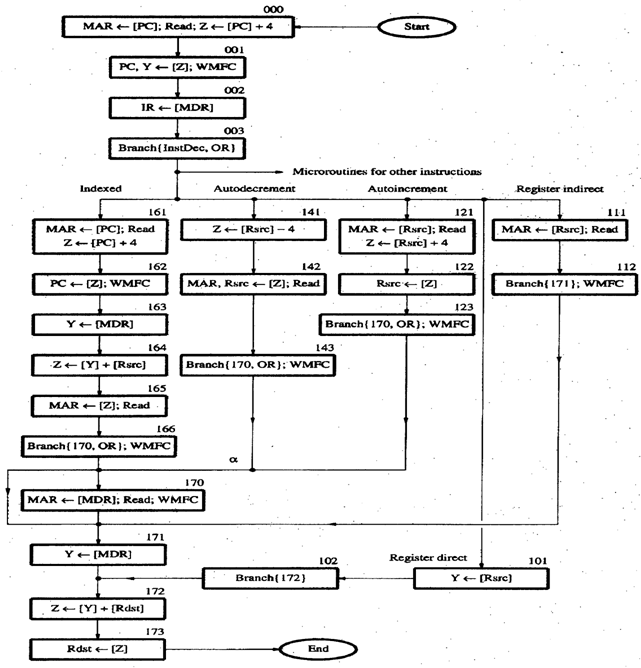 000
MAR ← [PC]; Read; Z ← [PC] + 4
Start
001
PC, Y ← [Z]; WMFC
002
IR ← [MDR]
003
Branch{InstDec, OR}
Microroutines for other instructions
Indexed
Autodecrement
Autoincrement
Register indirect
161
MAR ← [PC]; Read
Z ← [PC] + 4
141
Z ← [Rsrc] − 4
121
MAR ← [Rsrc]; Read
Z ← [Rsrc] + 4
111
MAR ← [Rsrc]; Read
162
PC ← [Z]; WMFC
142
MAR, Rsrc ← [Z]; Read
122
Rsrc ← [Z]
112
Branch{171}; WMFC
163
Y ← [MDR]
123
Branch{170, OR}; WMFC
164
Z ← [Y] + [Rsrc]
143
Branch{170, OR}; WMFC
165
MAR ← [Z]; Read
166
Branch{170, OR}; WMFC
α
170
MAR ← [MDR]; Read; WMFC
171
Y ← [MDR]
Register direct
102
Branch{172}
101
Y ← [Rsrc]
172
Z ← [Y] + [Rdst]
173
Rdst ← [Z]
End